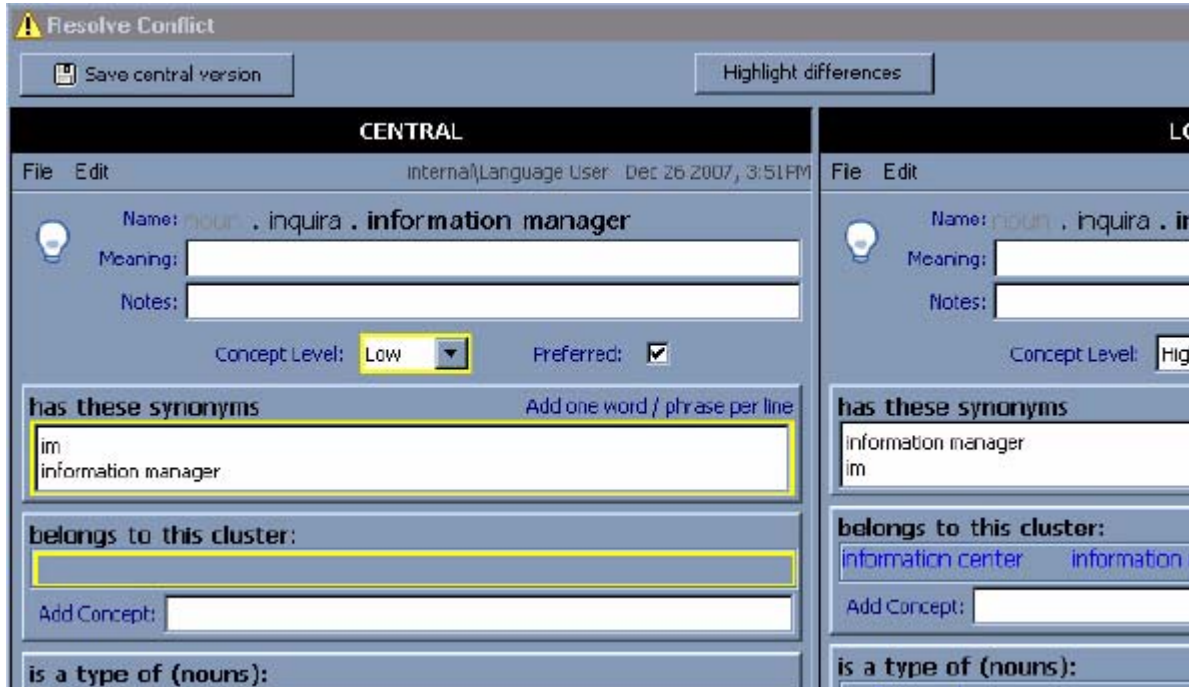 Resolve Conflict
Save central version
Highlight differences
CENTRAL
File Edit
Internal\Language User Dec 26 2007, 3:51PM
Name: noun . inquira . information manager
Meaning:
Notes:
Concept Level: Low
Preferred:
has these synonyms
Add one word / phrase per line
im
information manager
belongs to this cluster:
Add Concept:
is a type of (nouns):
LO
File Edit
Name: noun . inquira . in
Meaning:
Notes:
Concept Level: Hig
has these synonyms
information manager
im
belongs to this cluster:
information center information
Add Concept:
is a type of (nouns):